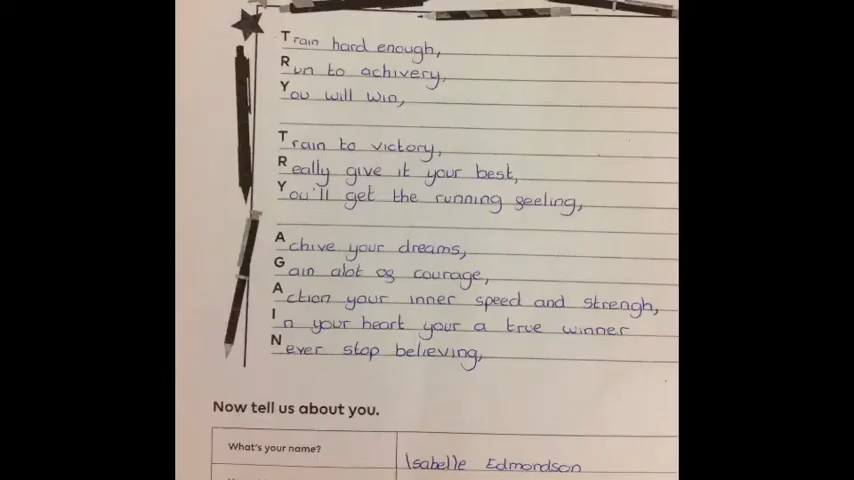 Train hard enough,
Run to achivery,
You will win,
Train to victory,
Really give it your best,
You'll get the running geeling,
Achive your dreams,
Gain alot og courage,
Action your inner speed and strengh,
In your heart your a true winner
Never stop believing,
Now tell us about you.
What's your name?
Isabelle Edmondson